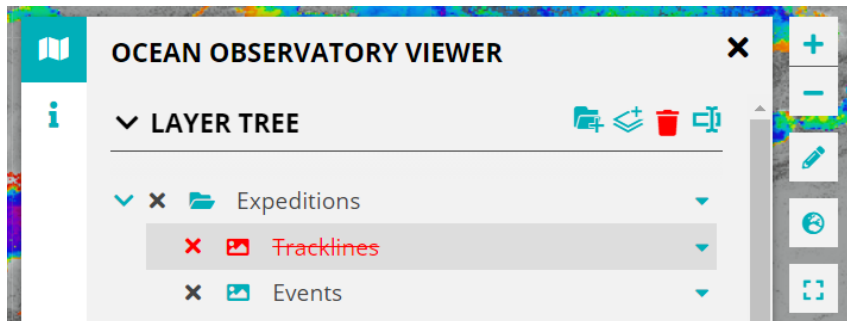 OCEAN OBSERVATORY VIEWER
LAYER TREE
Expeditions
Tracklines
Events